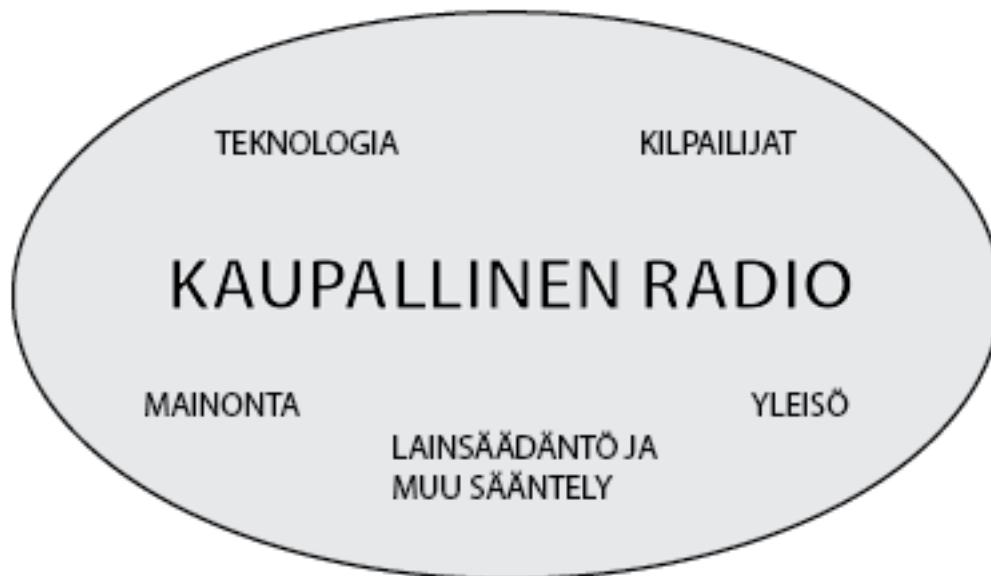 TEKNOLOGIA
KILPAILIJAT
KAUPALLINEN RADIO
MAINONTA
YLEISÖ
LAINSÄÄDÄNTÖ JA
MUU SÄÄNTELY